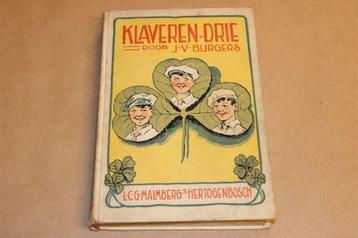 KLAVEREN-DRIE
DOOR J.V. BURGERS
L.C.G. MALMBERG 'S HERTOGENBOSCH